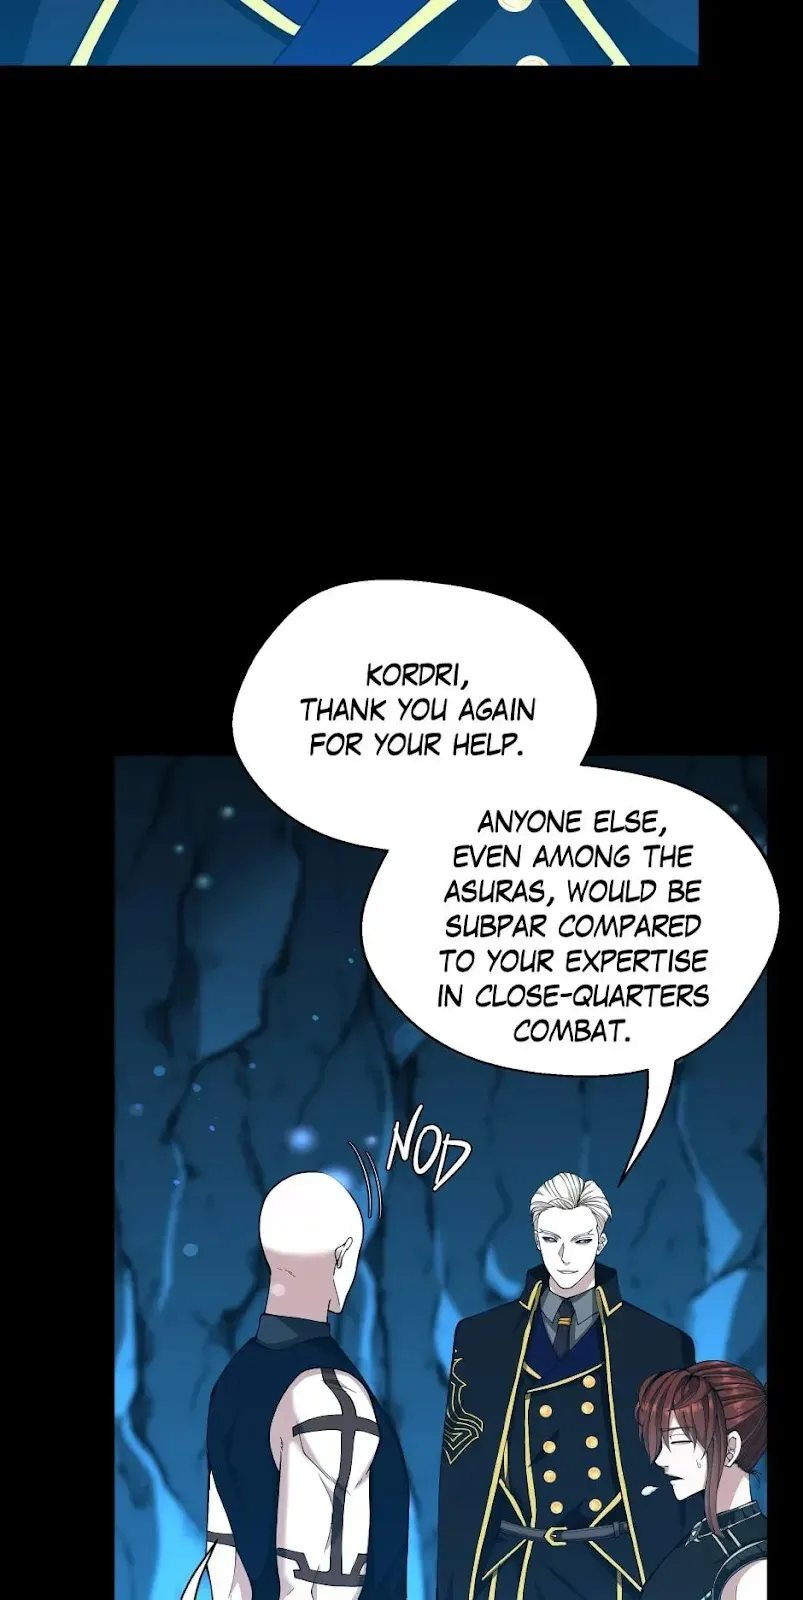 KORDRI,
THANK YOU AGAIN
FOR YOUR HELP.
ANYONE ELSE,
EVEN AMONG THE
ASURAS, WOULD BE
SUBPAR COMPARED
TO YOUR EXPERTISE
IN CLOSE-QUARTERS
COMBAT.
NOD